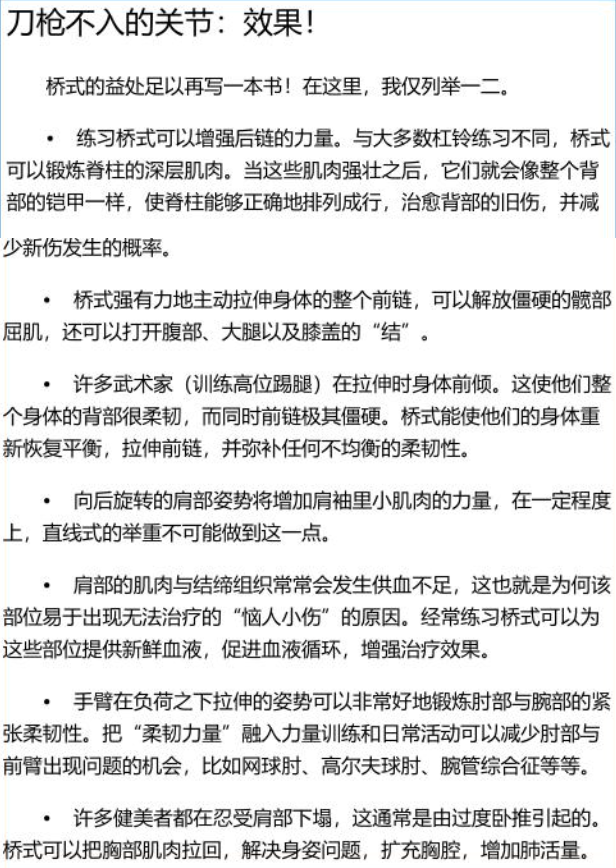 刀枪不入的关节：效果！
桥式的益处足以再写一本书！在这里，我仅列举一二。
• 练习桥式可以增强后链的力量。与大多数杠铃练习不同，桥式
可以锻炼脊柱的深层肌肉。当这些肌肉强壮之后，它们就会像整个背
部的铠甲一样，使脊柱能够正确地排列成行，治愈背部的旧伤，并减
少新伤发生的概率。
• 桥式强有力地主动拉伸身体的整个前链，可以解放僵硬的髋部
屈肌，还可以打开腹部、大腿以及膝盖的“结”。
• 许多武术家（训练高位踢腿）在拉伸时身体前倾。这使他们整
个身体的背部很柔韧，而同时前链极其僵硬。桥式能使他们的身体重
新恢复平衡，拉伸前链，并弥补任何不均衡的柔韧性。
• 向后旋转的肩部姿势将增加肩袖里小肌肉的力量，在一定程度
上，直线式的举重不可能做到这一点。
• 肩部的肌肉与结缔组织常常会发生供血不足，这也就是为何该
部位易于出现无法治疗的“恼人小伤”的原因。经常练习桥式可以为
这些部位提供新鲜血液，促进血液循环，增强治疗效果。
• 手臂在负荷之下拉伸的姿势可以非常好地锻炼肘部与腕部的紧
张柔韧性。把“柔韧力量”融入力量训练和日常活动可以减少肘部与
前臂出现问题的机会，比如网球肘、高尔夫球肘、腕管综合征等等。
• 许多健美者都在忍受肩部下塌，这通常是由过度卧推引起的。
桥式可以把胸部肌肉拉回，解决身姿问题，扩充胸腔，增加肺活量。